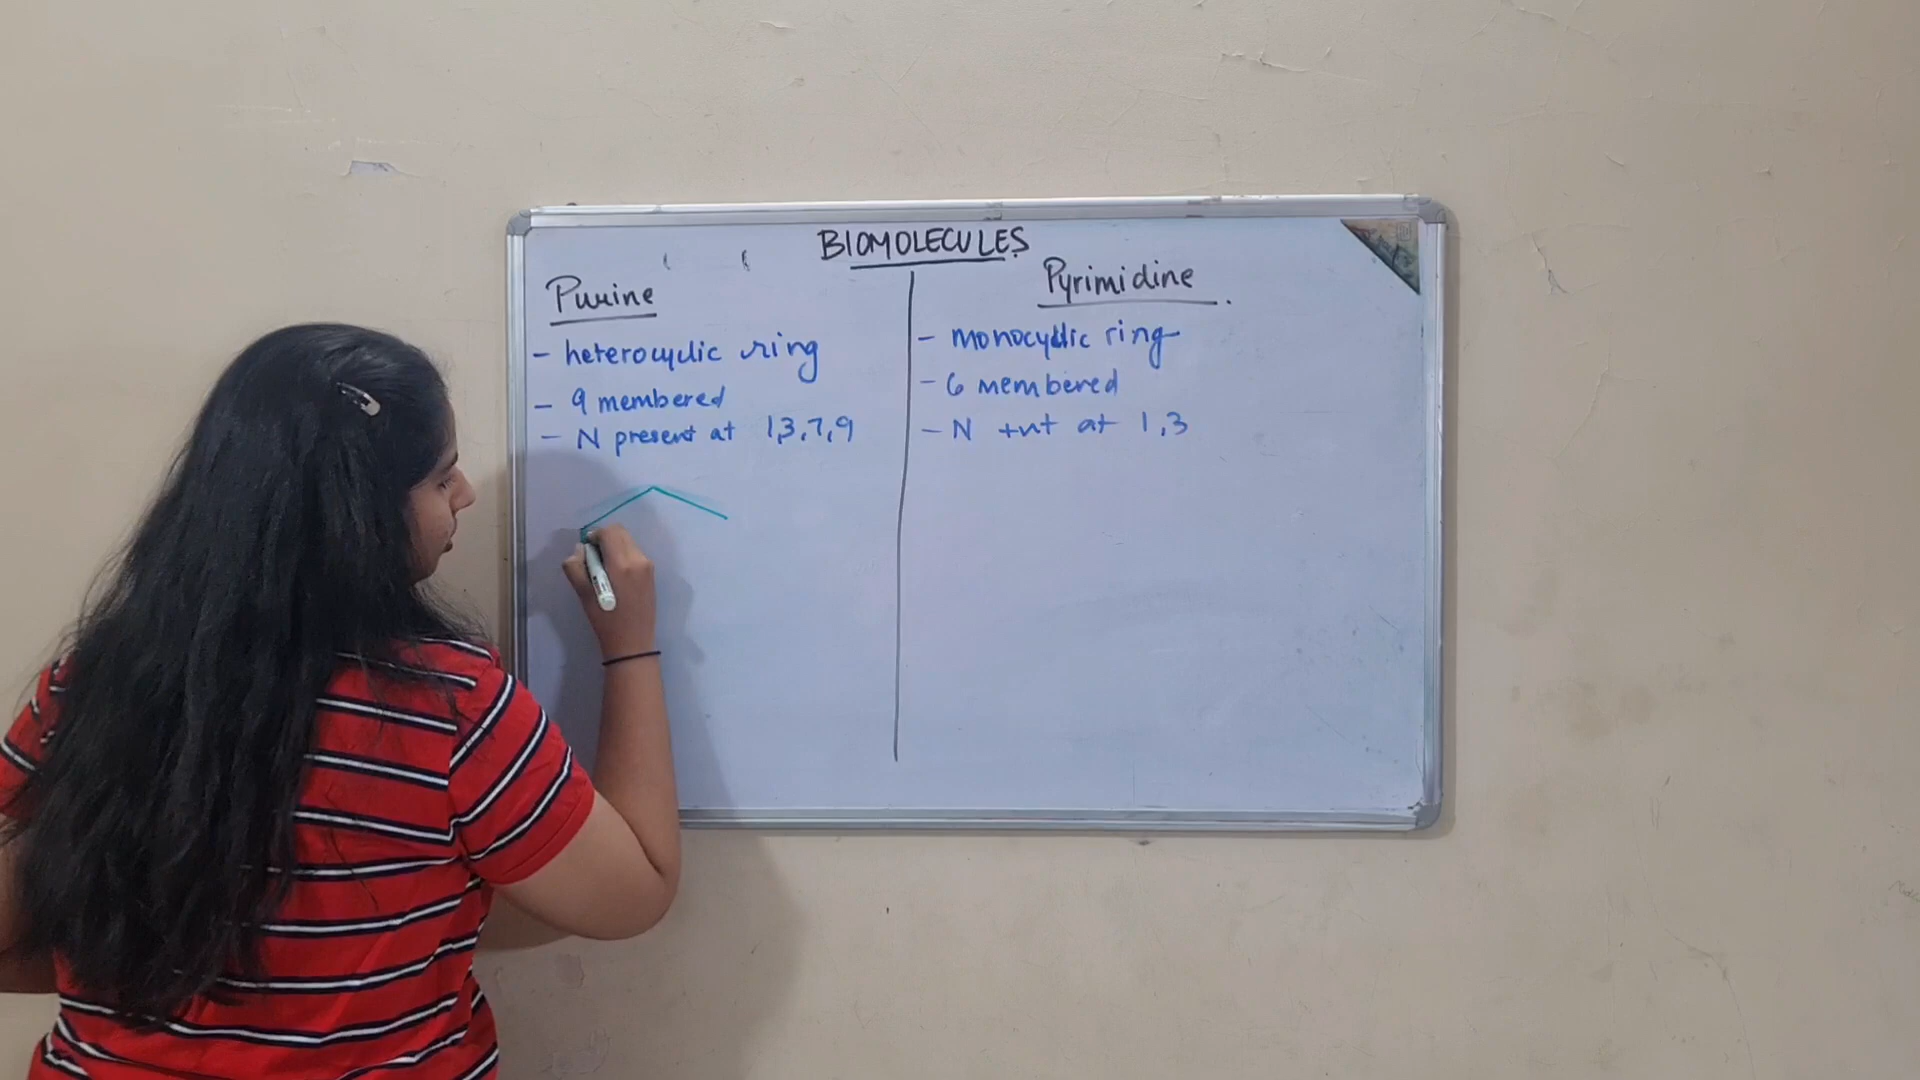 BIOMOLECULES
Purine
- heterocyclic ring
- 9 membered
- N present at 1,3,7,9
Pyrimidine
- monocyclic ring
- 6 membered
- N +nt at 1,3